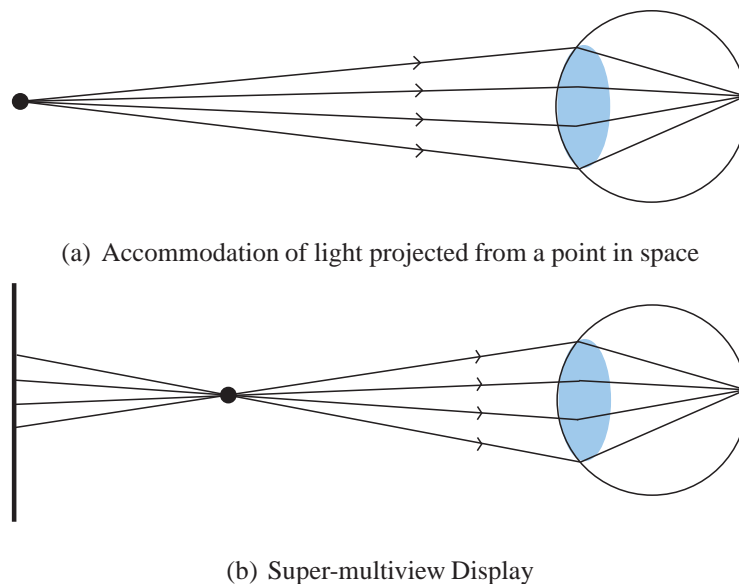 (a) Accommodation of light projected from a point in space
(b) Super-multiview Display